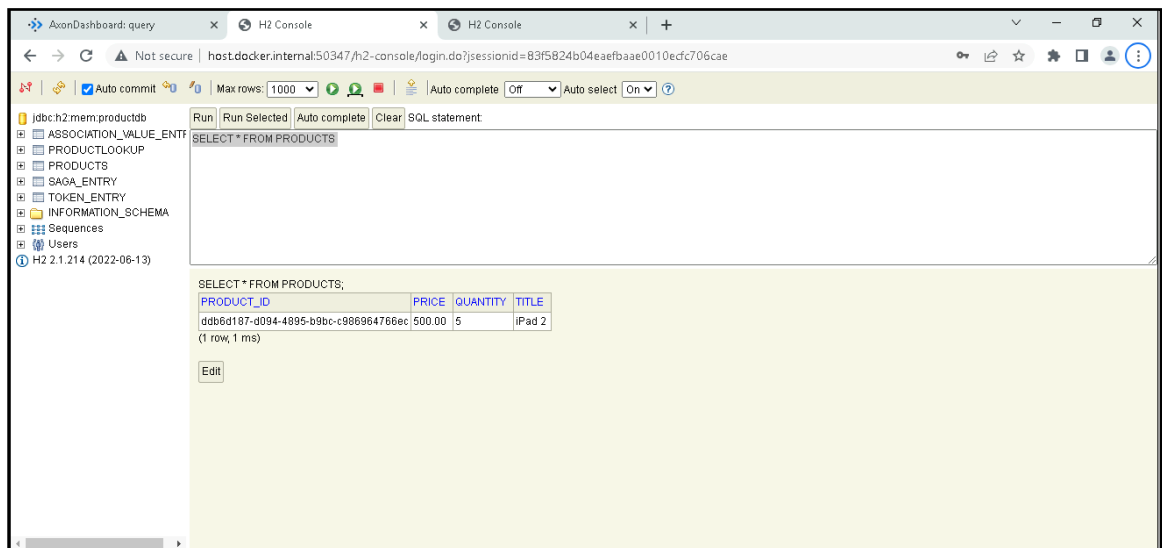 AxonDashboard: query
H2 Console
H2 Console
Not secure
host.docker.internal:50347/h2-console/login.do?jsessionid=83f5824b04eaefbaae0010ecfc706cae
Auto commit
Max rows: 1000
Auto complete Off
Auto select On
jdbc:h2:mem:productdb
ASSOCIATION_VALUE_ENTR
PRODUCTLOOKUP
PRODUCTS
SAGA_ENTRY
TOKEN_ENTRY
INFORMATION_SCHEMA
Sequences
Users
H2 2.1.214 (2022-06-13)
Run Run Selected Auto complete Clear SQL statement:
SELECT * FROM PRODUCTS
SELECT * FROM PRODUCTS;
PRODUCT_ID PRICE QUANTITY TITLE
ddb6d187-d094-4895-b9bc-c986964766ec 500.00 5 iPad 2
(1 row, 1 ms)
Edit